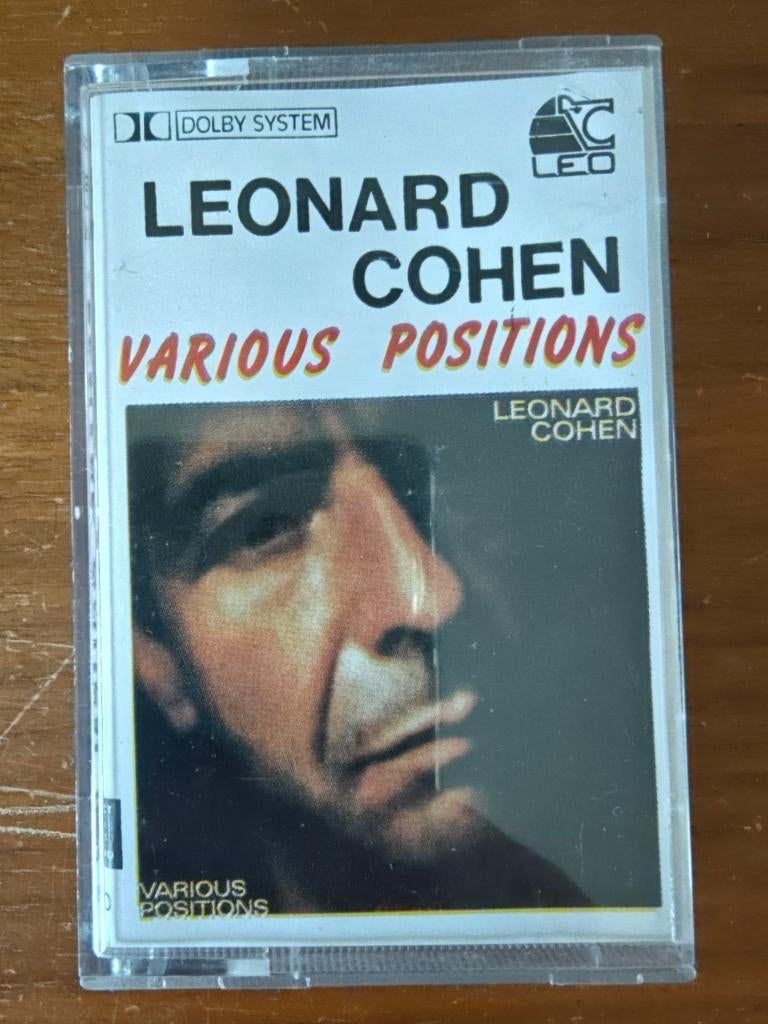 DOLBY SYSTEM
LEO
LEONARD
COHEN
VARIOUS POSITIONS
LEONARD
COHEN
VARIOUS
POSITIONS